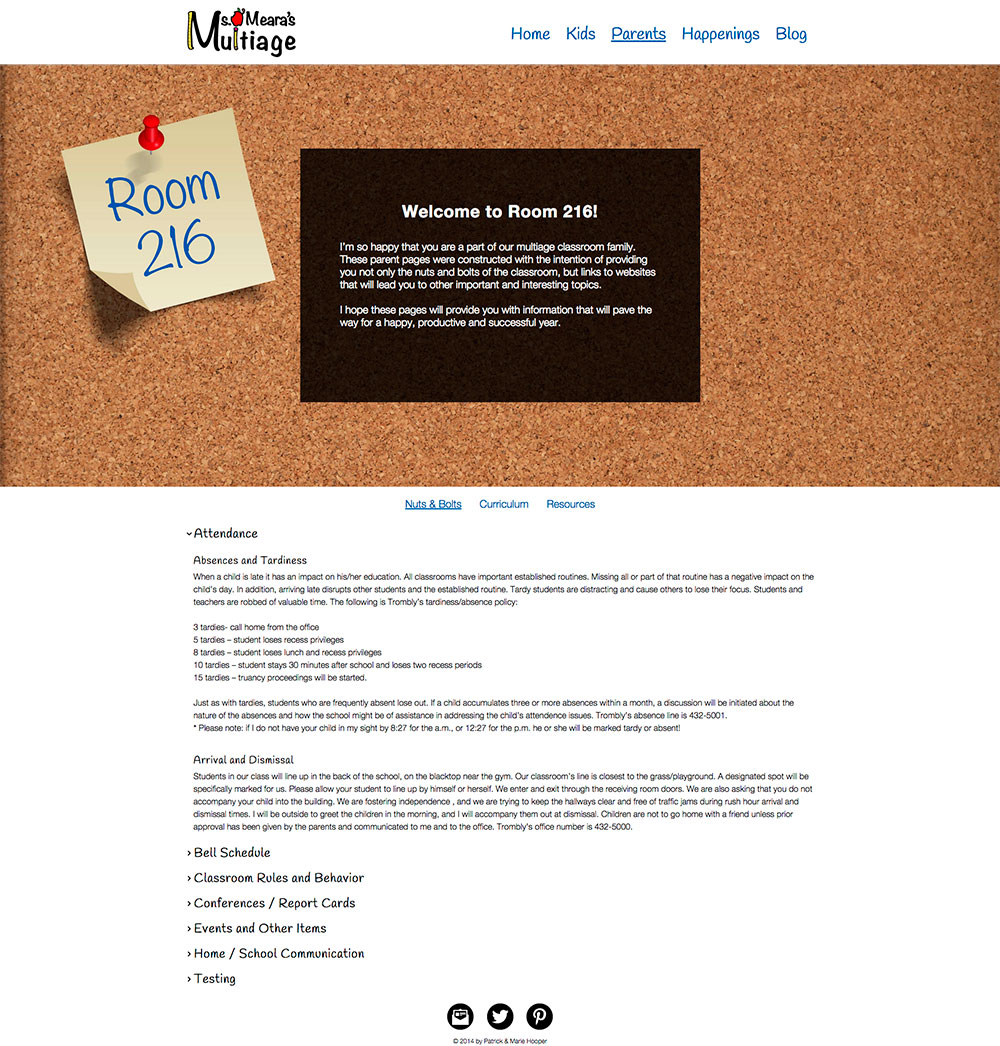 Ms. O'Meara's
Multiage
Home Kids Parents Happenings Blog
Room
216
Welcome to Room 216!
I'm so happy that you are a part of our multiage classroom family.
These parent pages were constructed with the intention of providing
you not only the nuts and bolts of the classroom, but links to websites
that will lead you to other important and interesting topics.
I hope these pages will provide you with information that will pave the
way for a happy, productive and successful year.
Nuts & Bolts Curriculum Resources
Attendance
Absences and Tardiness
When a child is late it has an impact on his/her education. All classrooms have important established routines. Missing all or part of that routine has a negative impact on the
child's day. In addition, arriving late disrupts other students and the established routine. Tardy students are distracting and cause others to lose their focus. Students and
teachers are robbed of valuable time. The following is Trombly's tardiness/absence policy:
3 tardies- call home from the office
5 tardies – student loses recess privileges
8 tardies – student loses lunch and recess privileges
10 tardies – student stays 30 minutes after school and loses two recess periods
15 tardies – truancy proceedings will be started.
Just as with tardies, students who are frequently absent lose out. If a child accumulates three or more absences within a month, a discussion will be initiated about the
nature of the absences and how the school might be of assistance in addressing the child's attendence issues. Trombly's absence line is 432-5001.
* Please note: if I do not have your child in my sight by 8:27 for the a.m., or 12:27 for the p.m. he or she will be marked tardy or absent!
Arrival and Dismissal
Students in our class will line up in the back of the school, on the blacktop near the gym. Our classroom's line is closest to the grass/playground. A designated spot will be
specifically marked for us. Please allow your student to line up by himself or herself. We enter and exit through the receiving room doors. We are also asking that you do not
accompany your child into the building. We are fostering independence , and we are trying to keep the hallways clear and free of traffic jams during rush hour arrival and
dismissal times. I will be outside to greet the children in the morning, and I will accompany them out at dismissal. Children are not to go home with a friend unless prior
approval has been given by the parents and communicated to me and to the office. Trombly's office number is 432-5000.
Bell Schedule
Classroom Rules and Behavior
Conferences / Report Cards
Events and Other Items
Home / School Communication
Testing
© 2014 by Patrick & Marie Hooper